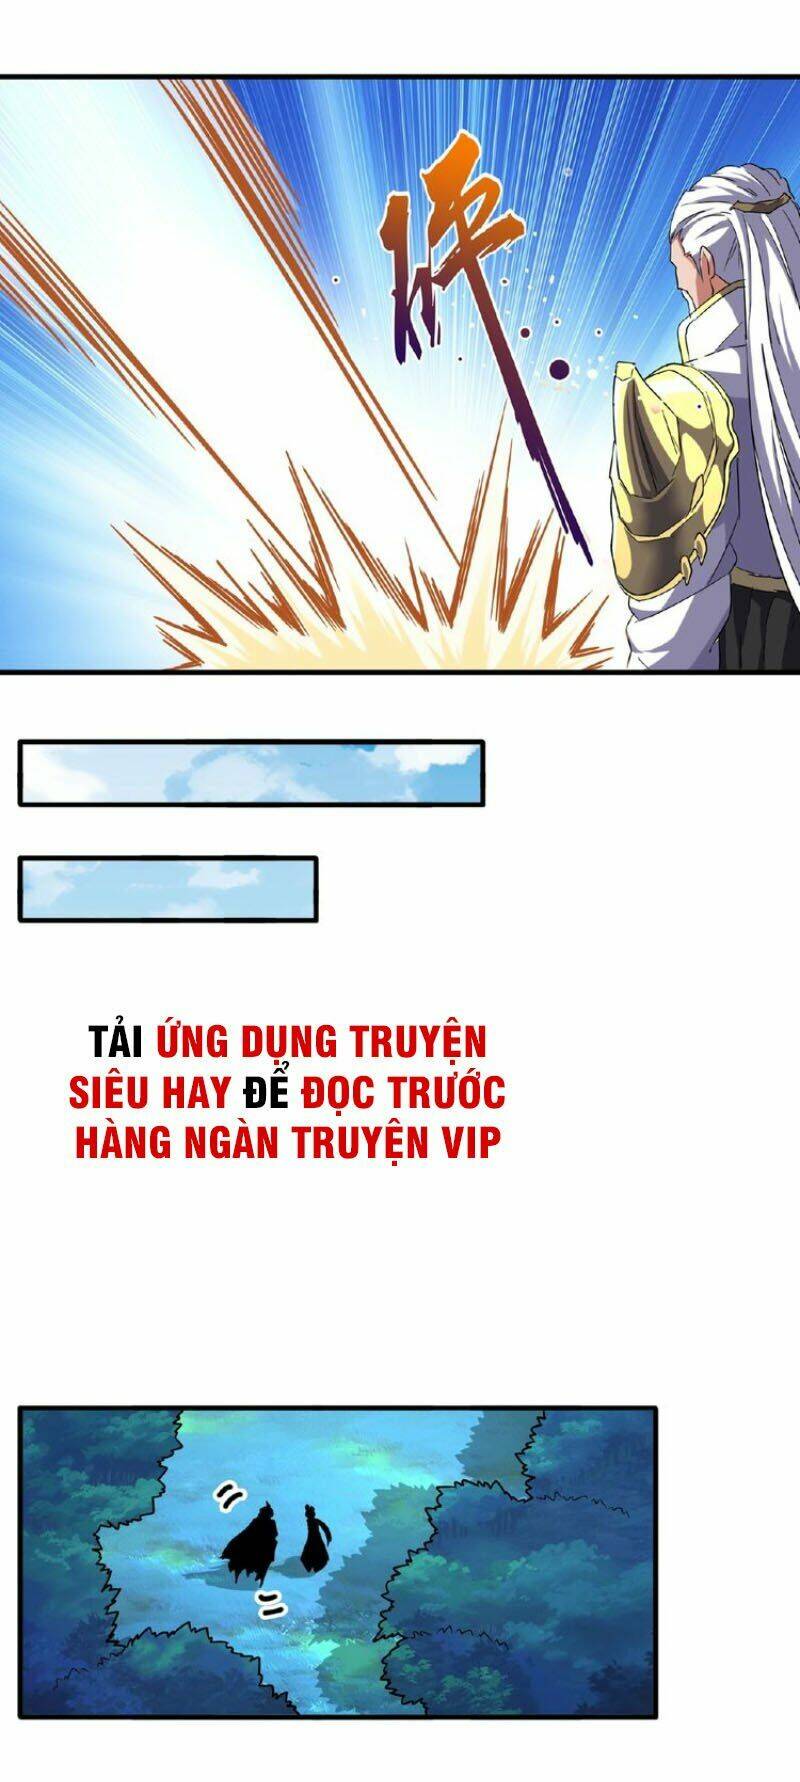 砰
TẢI ỨNG DỤNG TRUYỆN
SIÊU HAY ĐỂ ĐỌC TRƯỚC
HÀNG NGÀN TRUYỆN VIP